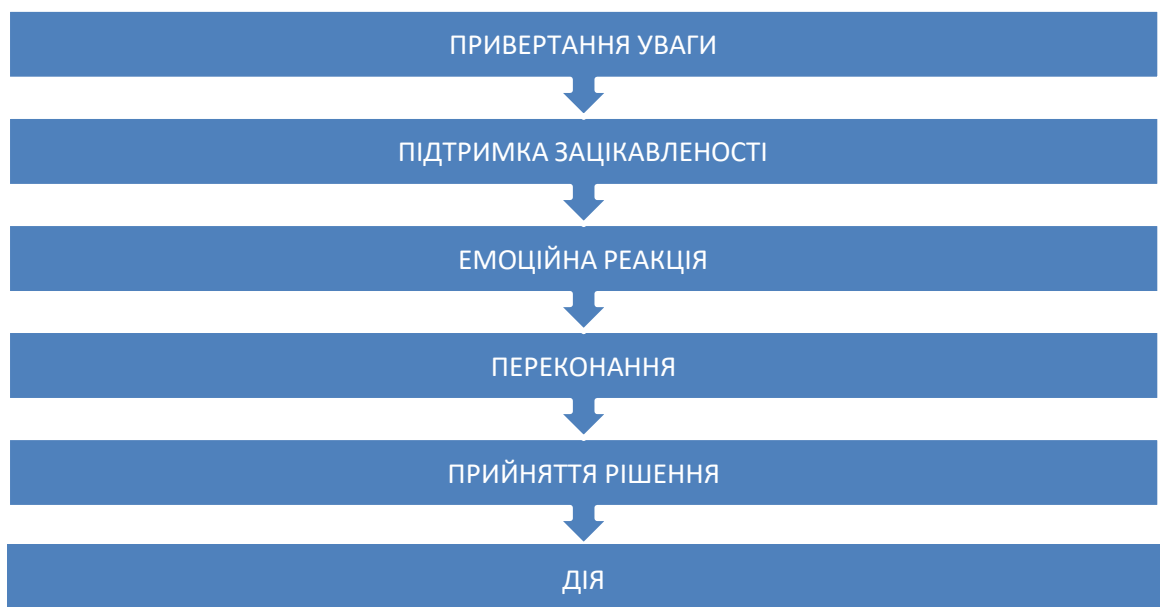 ПРИВЕРТАННЯ УВАГИ
ПІДТРИМКА ЗАЦІКАВЛЕНОСТІ
ЕМОЦІЙНА РЕАКЦІЯ
ПЕРЕКОНАННЯ
ПРИЙНЯТТЯ РІШЕННЯ
ДІЯ